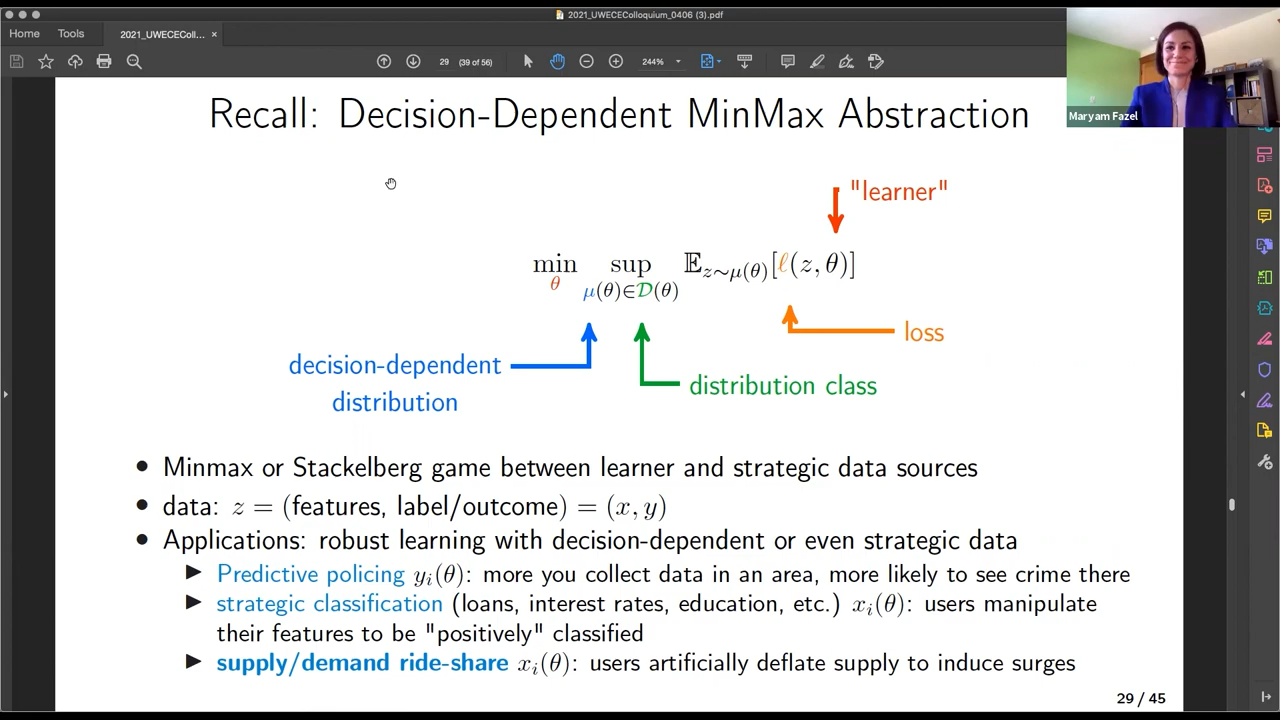 2021_UWECEColloquium_0406 (3).pdf
Home Tools 2021_UWECEColl... ×
29 (39 of 56) 244%
Maryam Fazel
Recall: Decision-Dependent MinMax Abstraction
"learner"
min sup 𝔼z∼μ(θ)[ℓ(z, θ)]
θ μ(θ)∈𝒟(θ)
loss
decision-dependent
distribution
distribution class
• Minmax or Stackelberg game between learner and strategic data sources
• data: z = (features, label/outcome) = (x, y)
• Applications: robust learning with decision-dependent or even strategic data
▶ Predictive policing yi(θ): more you collect data in an area, more likely to see crime there
▶ strategic classification (loans, interest rates, education, etc.) xi(θ): users manipulate
their features to be "positively" classified
▶ supply/demand ride-share xi(θ): users artificially deflate supply to induce surges
29 / 45